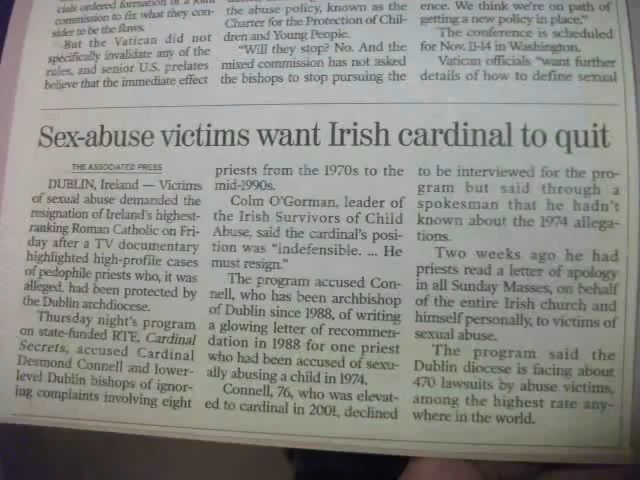 cials ordered formation of a joint
commission to fix what they con-
sider to be the flaws.
But the Vatican did not
specifically invalidate any of the
rules, and senior U.S. prelates
believe that the immediate effect
the abuse policy, known as the
Charter for the Protection of Chil-
dren and Young People.
"Will they stop? No. And the
mixed commission has not asked
the bishops to stop pursuing the
ence. We think we're on path of
getting a new policy in place."
The conference is scheduled
for Nov. 11-14 in Washington.
Vatican officials "want further
details of how to define sexual
Sex-abuse victims want Irish cardinal to quit
THE ASSOCIATED PRESS
DUBLIN, Ireland — Victims
of sexual abuse demanded the
resignation of Ireland's highest-
ranking Roman Catholic on Fri-
day after a TV documentary
highlighted high-profile cases
of pedophile priests who, it was
alleged, had been protected by
the Dublin archdiocese.
Thursday night's program
on state-funded RTE, Cardinal
Secrets, accused Cardinal
Desmond Connell and lower-
level Dublin bishops of ignor-
ing complaints involving eight
priests from the 1970s to the
mid-1990s.
Colm O'Gorman, leader of
the Irish Survivors of Child
Abuse, said the cardinal's posi-
tion was "indefensible. ... He
must resign."
The program accused Con-
nell, who has been archbishop
of Dublin since 1988, of writing
a glowing letter of recommen-
dation in 1988 for one priest
who had been accused of sexu-
ally abusing a child in 1974.
Connell, 76, who was elevat-
ed to cardinal in 2001, declined
to be interviewed for the pro-
gram but said through a
spokesman that he hadn't
known about the 1974 allega-
tions.
Two weeks ago he had
priests read a letter of apology
in all Sunday Masses, on behalf
of the entire Irish church and
himself personally, to victims of
sexual abuse.
The program said the
Dublin diocese is facing about
470 lawsuits by abuse victims,
among the highest rate any-
where in the world.